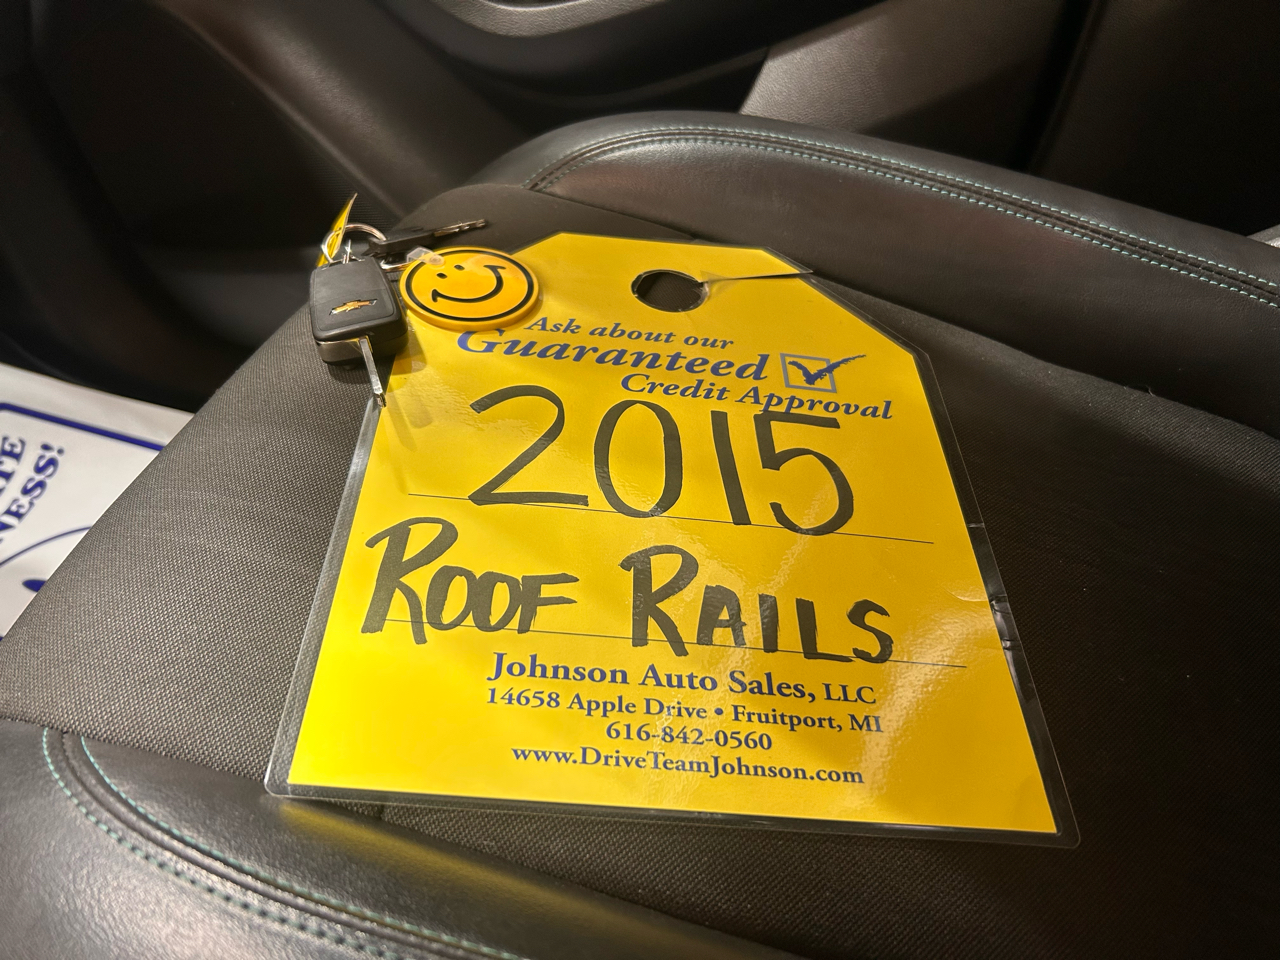 Ask about our
Guaranteed
Credit Approval
2015
ROOF RAILS
Johnson Auto Sales, LLC
14658 Apple Drive • Fruitport, MI
616-842-0560
www.DriveTeamJohnson.com